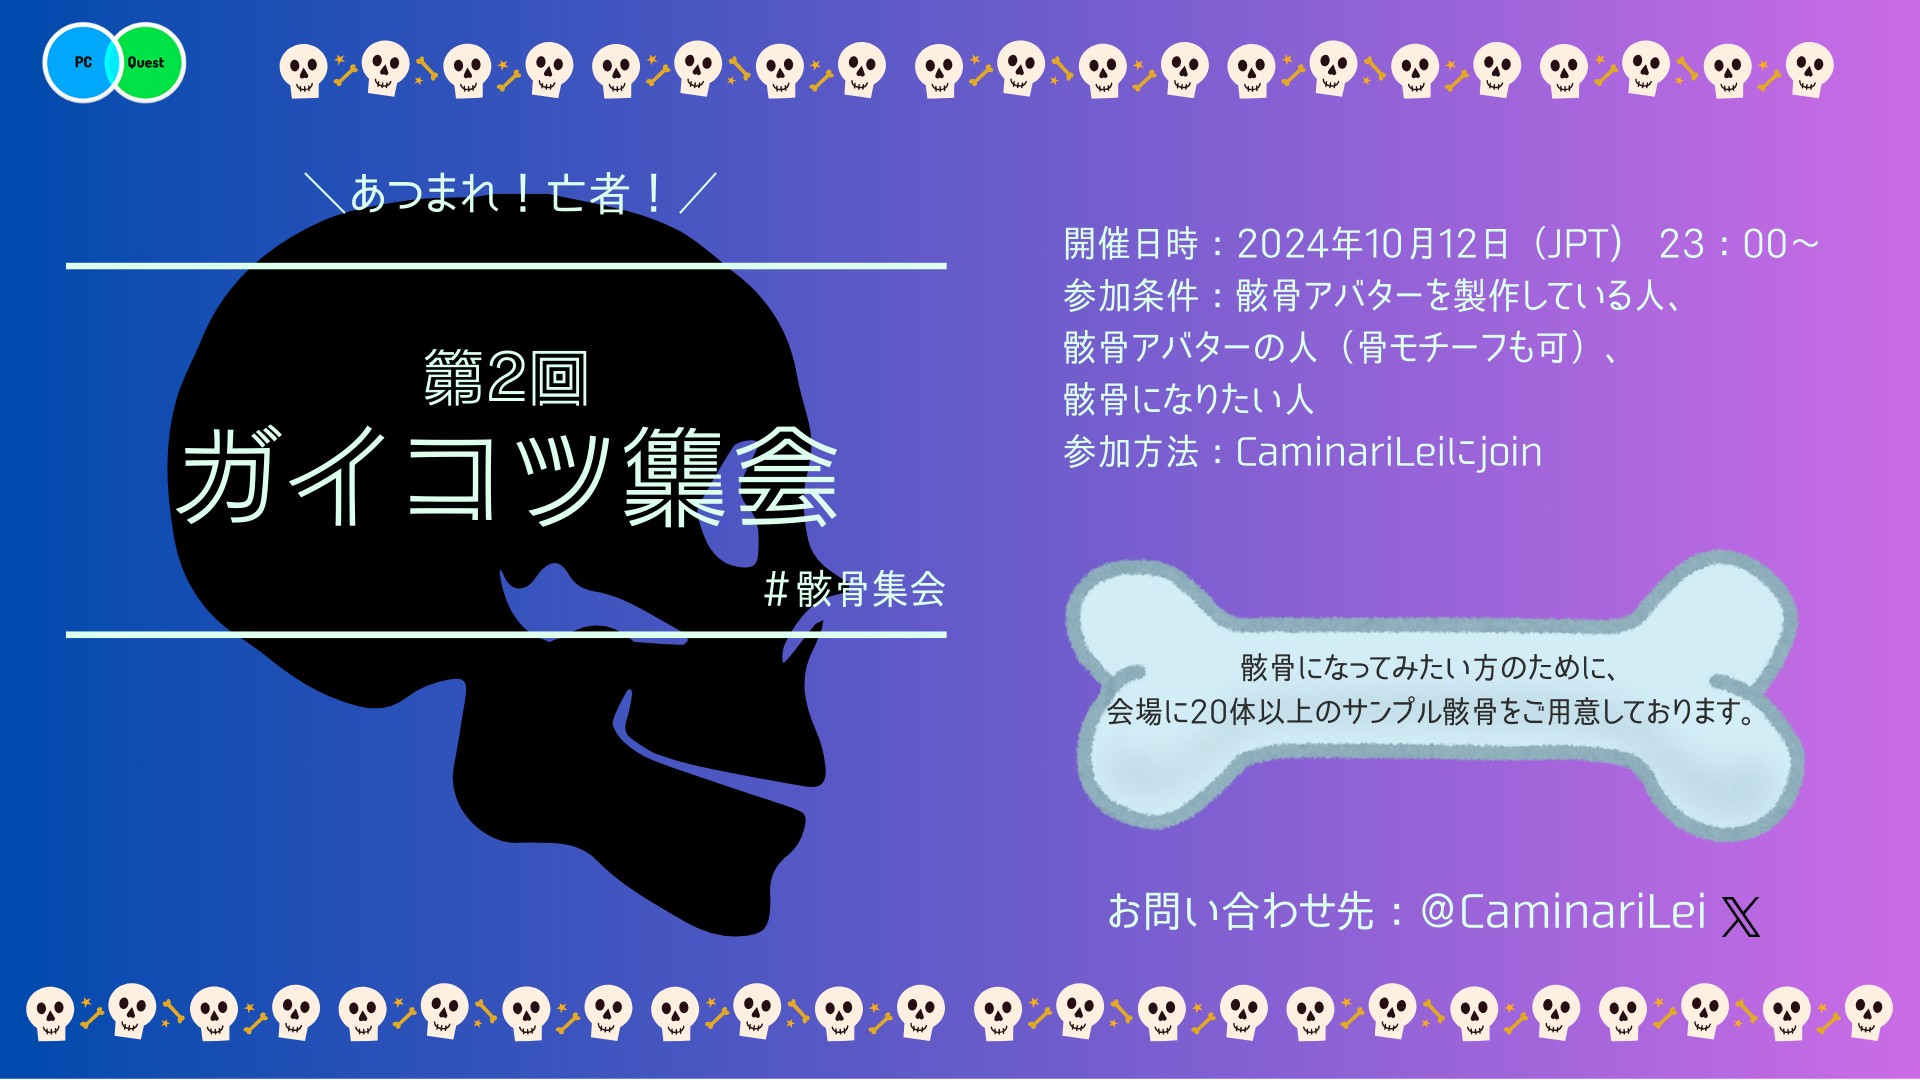 PC
Quest
＼あつまれ！亡者！／
第2回
ガイコツ集会
＃骸骨集会
開催日時：2024年10月12日（JPT） 23：00～
参加条件：骸骨アバターを製作している人、
骸骨アバターの人（骨モチーフも可）、
骸骨になりたい人
参加方法：CaminariLeiにjoin
骸骨になってみたい方のために、
会場に20体以上のサンプル骸骨をご用意しております。
お問い合わせ先：@CaminariLei X